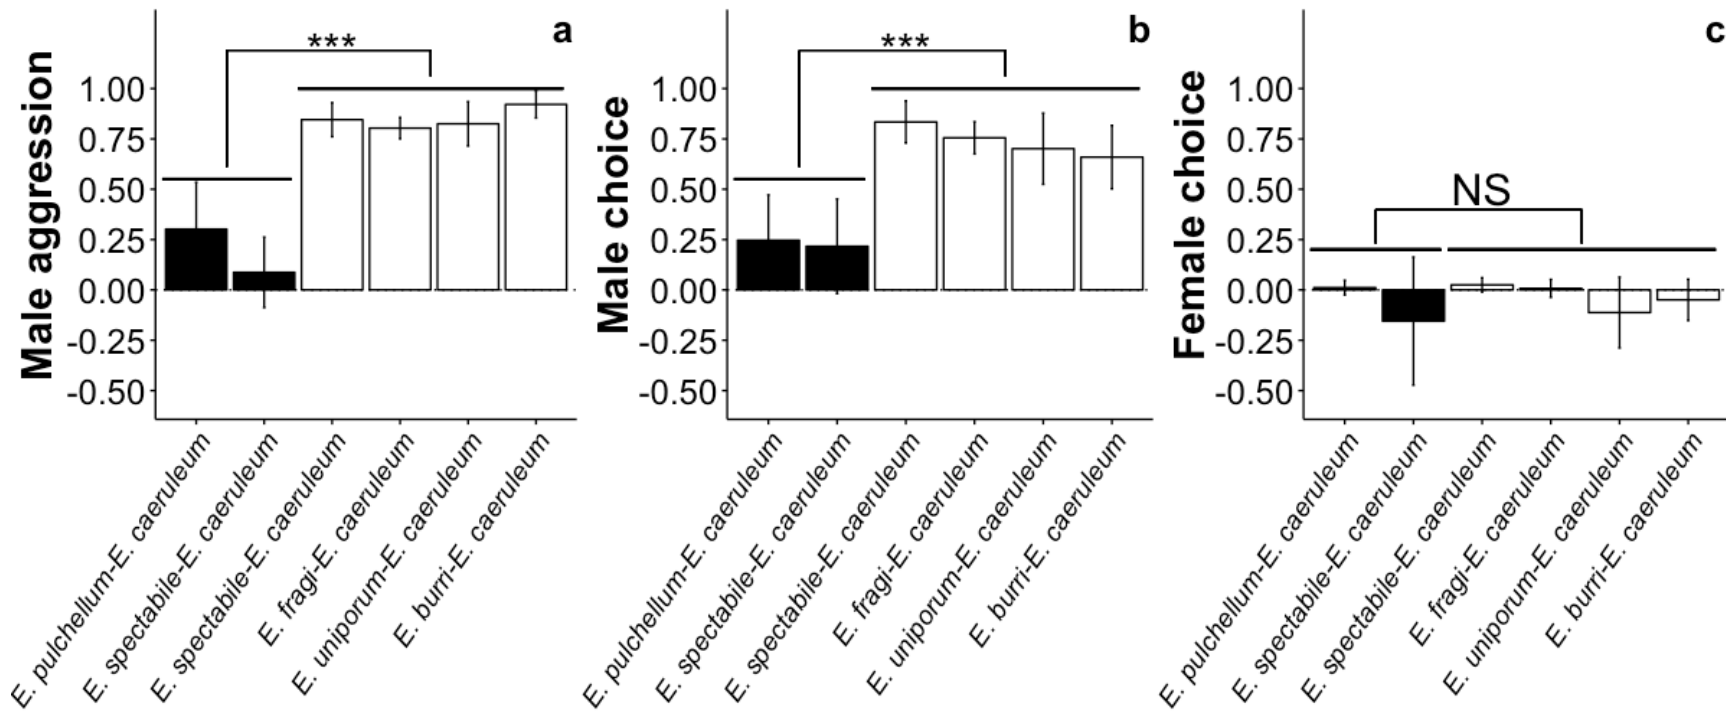 a
***
Male aggression
1.00
0.75
0.50
0.25
0.00
-0.25
-0.50
E. pulchellum-E. caeruleum
E. spectabile-E. caeruleum
E. spectabile-E. caeruleum
E. fragi-E. caeruleum
E. uniporum-E. caeruleum
E. burri-E. caeruleum
b
***
Male choice
1.00
0.75
0.50
0.25
0.00
-0.25
-0.50
E. pulchellum-E. caeruleum
E. spectabile-E. caeruleum
E. spectabile-E. caeruleum
E. fragi-E. caeruleum
E. uniporum-E. caeruleum
E. burri-E. caeruleum
c
NS
Female choice
1.00
0.75
0.50
0.25
0.00
-0.25
-0.50
E. pulchellum-E. caeruleum
E. spectabile-E. caeruleum
E. spectabile-E. caeruleum
E. fragi-E. caeruleum
E. uniporum-E. caeruleum
E. burri-E. caeruleum